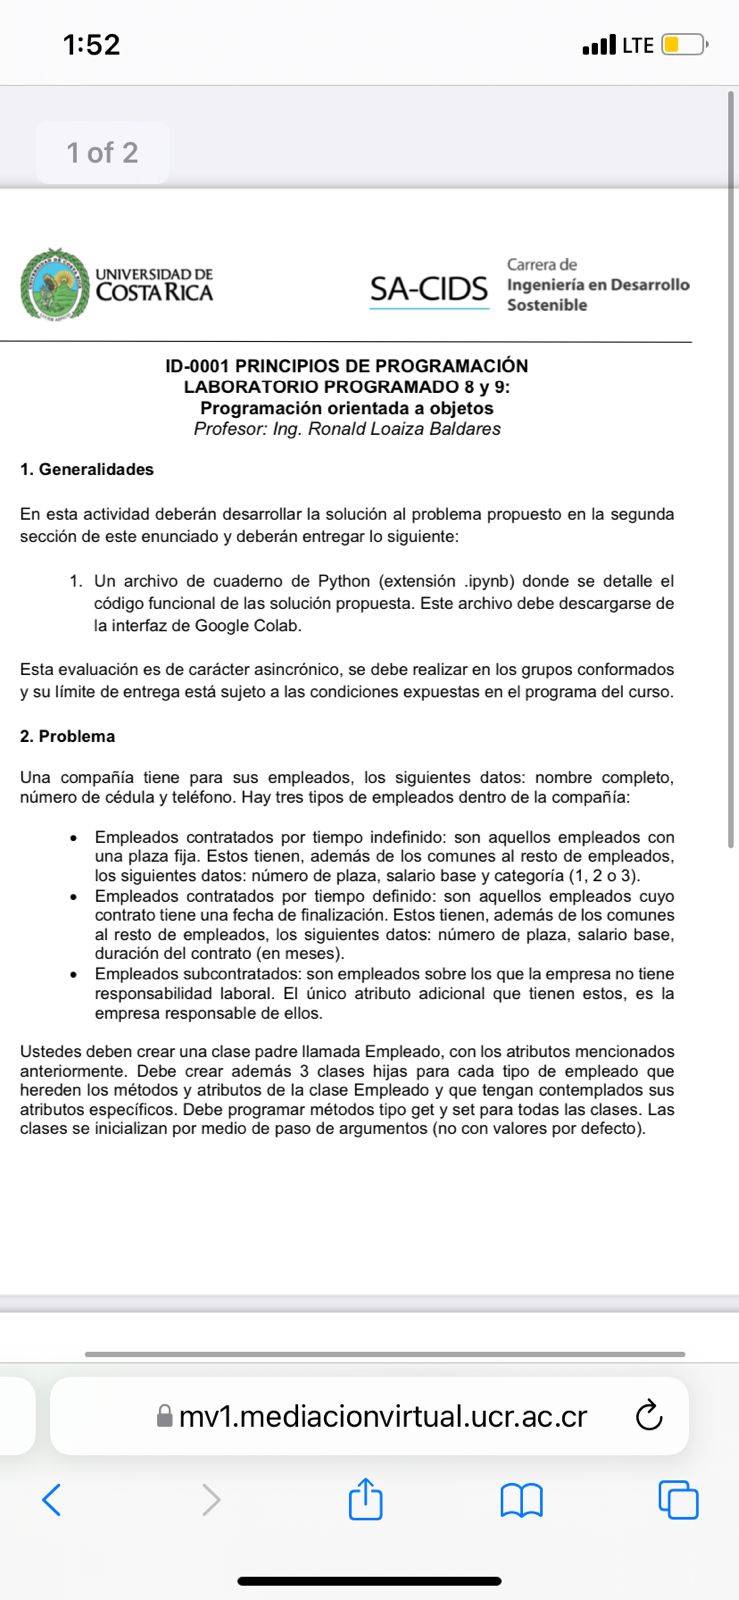 1:52
LTE
1 of 2
UNIVERSIDAD DE
COSTA RICA
SA-CIDS
Carrera de
Ingeniería en Desarrollo
Sostenible
ID-0001 PRINCIPIOS DE PROGRAMACIÓN
LABORATORIO PROGRAMADO 8 y 9:
Programación orientada a objetos
Profesor: Ing. Ronald Loaiza Baldares
1. Generalidades
En esta actividad deberán desarrollar la solución al problema propuesto en la segunda
sección de este enunciado y deberán entregar lo siguiente:
1. Un archivo de cuaderno de Python (extensión .ipynb) donde se detalle el
código funcional de las solución propuesta. Este archivo debe descargarse de
la interfaz de Google Colab.
Esta evaluación es de carácter asincrónico, se debe realizar en los grupos conformados
y su límite de entrega está sujeto a las condiciones expuestas en el programa del curso.
2. Problema
Una compañía tiene para sus empleados, los siguientes datos: nombre completo,
número de cédula y teléfono. Hay tres tipos de empleados dentro de la compañía:
• Empleados contratados por tiempo indefinido: son aquellos empleados con
una plaza fija. Estos tienen, además de los comunes al resto de empleados,
los siguientes datos: número de plaza, salario base y categoría (1, 2 o 3).
• Empleados contratados por tiempo definido: son aquellos empleados cuyo
contrato tiene una fecha de finalización. Estos tienen, además de los comunes
al resto de empleados, los siguientes datos: número de plaza, salario base,
duración del contrato (en meses).
• Empleados subcontratados: son empleados sobre los que la empresa no tiene
responsabilidad laboral. El único atributo adicional que tienen estos, es la
empresa responsable de ellos.
Ustedes deben crear una clase padre llamada Empleado, con los atributos mencionados
anteriormente. Debe crear además 3 clases hijas para cada tipo de empleado que
hereden los métodos y atributos de la clase Empleado y que tengan contemplados sus
atributos específicos. Debe programar métodos tipo get y set para todas las clases. Las
clases se inicializan por medio de paso de argumentos (no con valores por defecto).
mv1.mediacionvirtual.ucr.ac.cr